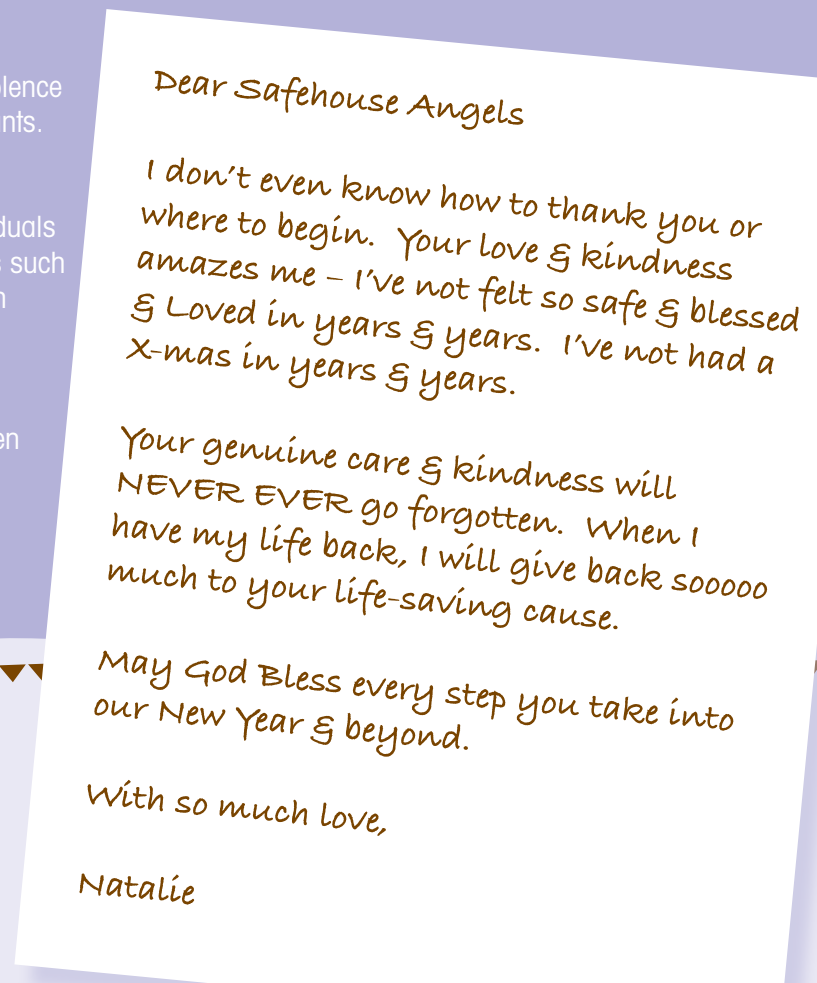 nts.
such
Dear Safehouse Angels
I don't even know how to thank you or
where to begin. Your love & kindness
amazes me – I've not felt so safe & blessed
& Loved in years & years. I've not had a
X-mas in years & years.
Your genuine care & kindness will
NEVER EVER go forgotten. When I
have my life back, I will give back sooooo
much to your life-saving cause.
May God Bless every step you take into
our New Year & beyond.
With so much love,
Natalie